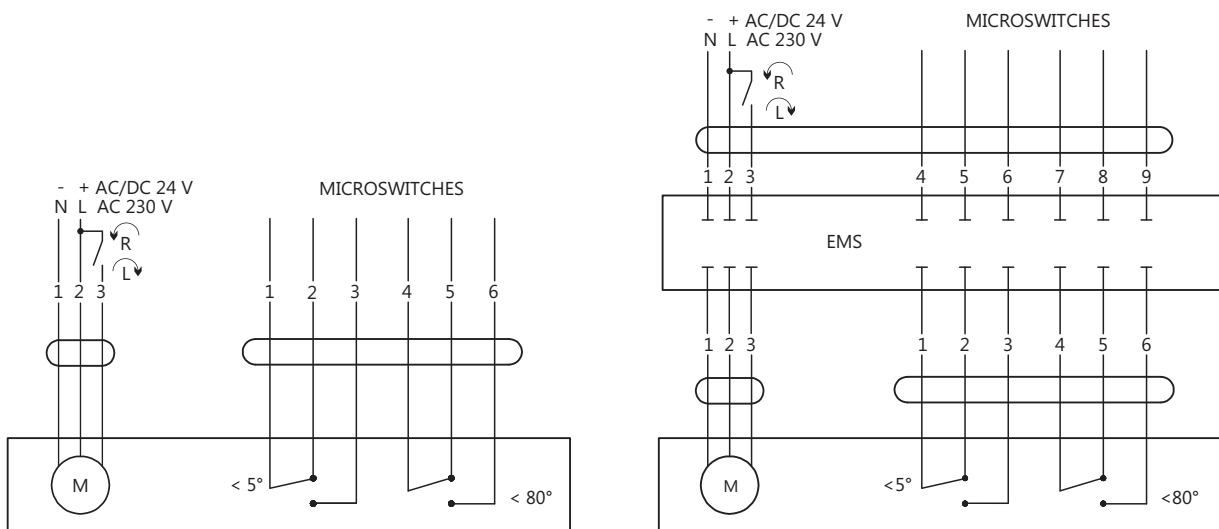 - + AC/DC 24 V
N L AC 230 V
MICROSWITCHES
R
L
1 2 3
1 2 3 4 5 6
M
< 5°
< 80°
- + AC/DC 24 V
N L AC 230 V
MICROSWITCHES
R
L
1 2 3 4 5 6 7 8 9
EMS
1 2 3 1 2 3 4 5 6
M
<5°
<80°